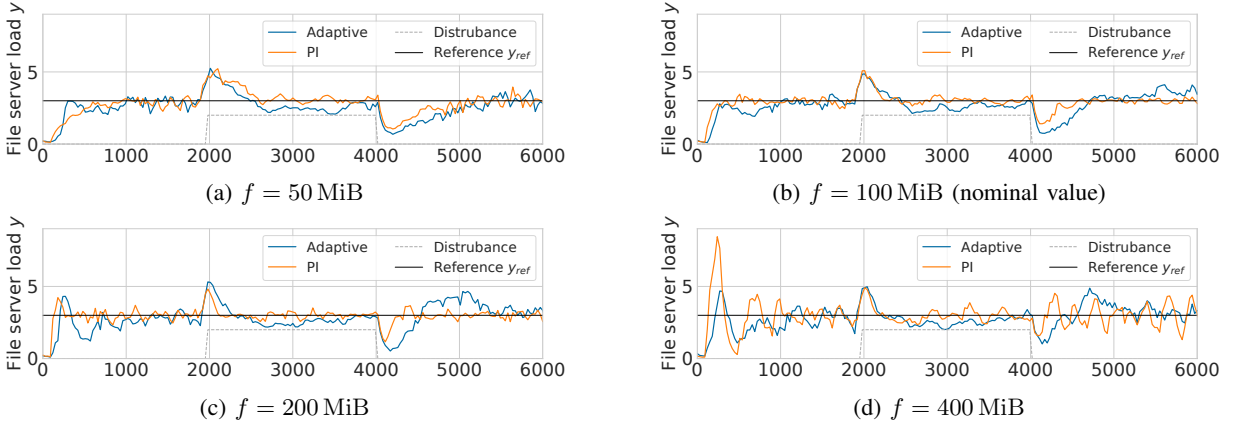 File server load y
Adaptive
PI
Distrubance
Reference y_ref
5
0
0 1000 2000 3000 4000 5000 6000
(a) f = 50 MiB
File server load y
Adaptive
PI
Distrubance
Reference y_ref
5
0
0 1000 2000 3000 4000 5000 6000
(b) f = 100 MiB (nominal value)
File server load y
Adaptive
PI
Distrubance
Reference y_ref
5
0
0 1000 2000 3000 4000 5000 6000
(c) f = 200 MiB
File server load y
Adaptive
PI
Distrubance
Reference y_ref
5
0
0 1000 2000 3000 4000 5000 6000
(d) f = 400 MiB